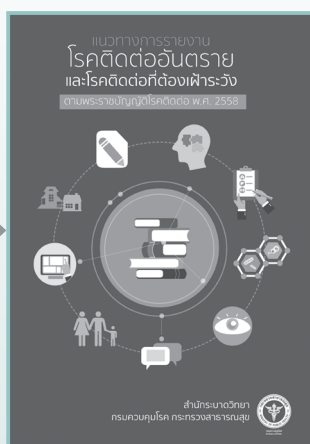 แนวทางการรายงาน
โรคติดต่ออันตราย
และโรคติดต่อที่ต้องเฝ้าระวัง
ตามพระราชบัญญัติโรคติดต่อ พ.ศ. 2558
สำนักระบาดวิทยา
กรมควบคุมโรค กระทรวงสาธารณสุข